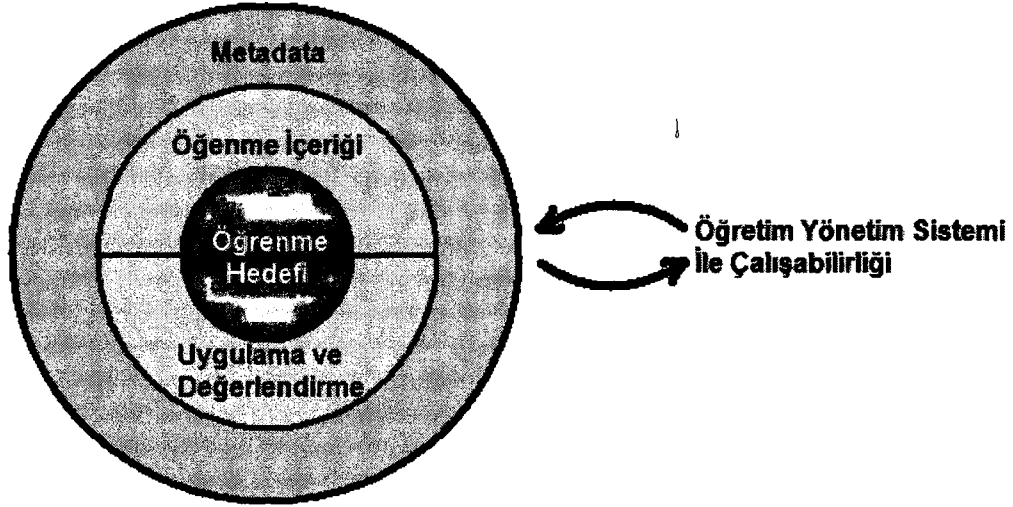 Metadata
Öğenme İçeriği
Öğrenme
Hedefi
Uygulama ve
Değerlendirme
Öğretim Yönetim Sistemi
İle Çalışabilirliği